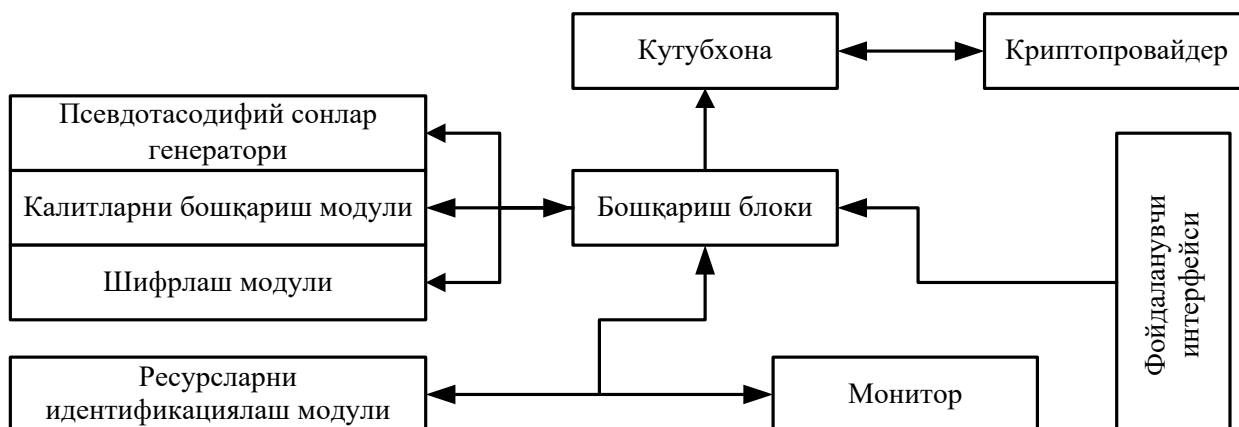 Кутубхона
Криптопровайдер
Псевдотасодифий сонлар
генератори
Калитларни бошқариш модули
Бошқариш блоки
Шифрлаш модули
Фойдаланувчи
интерфейси
Ресурсларни
идентификациялаш модули
Монитор